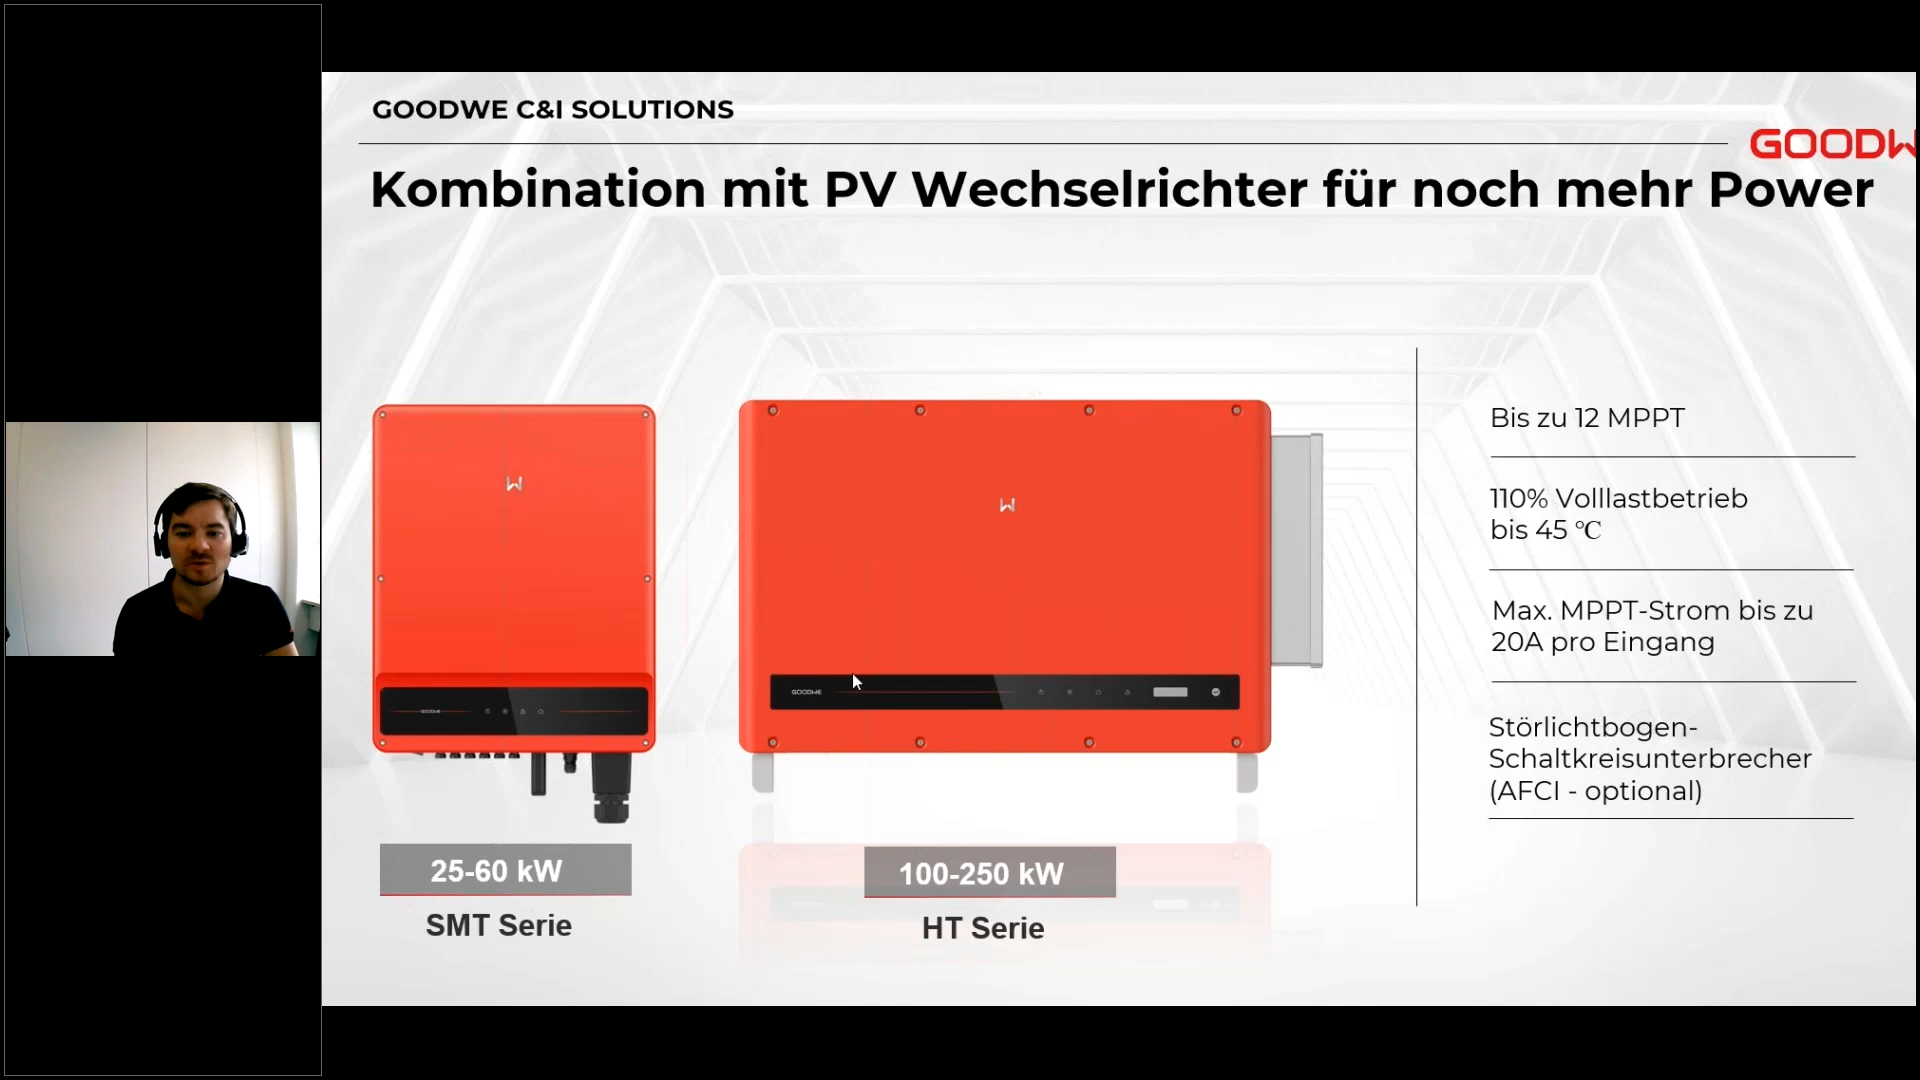 GOODWE C&I SOLUTIONS
GOODW
Kombination mit PV Wechselrichter für noch mehr Power
Bis zu 12 MPPT
110% Volllastbetrieb
bis 45 ℃
Max. MPPT-Strom bis zu
20A pro Eingang
Störlichtbogen-
Schaltkreisunterbrecher
(AFCI - optional)
GOODWE
GOODWE
25-60 kW
100-250 kW
SMT Serie
HT Serie